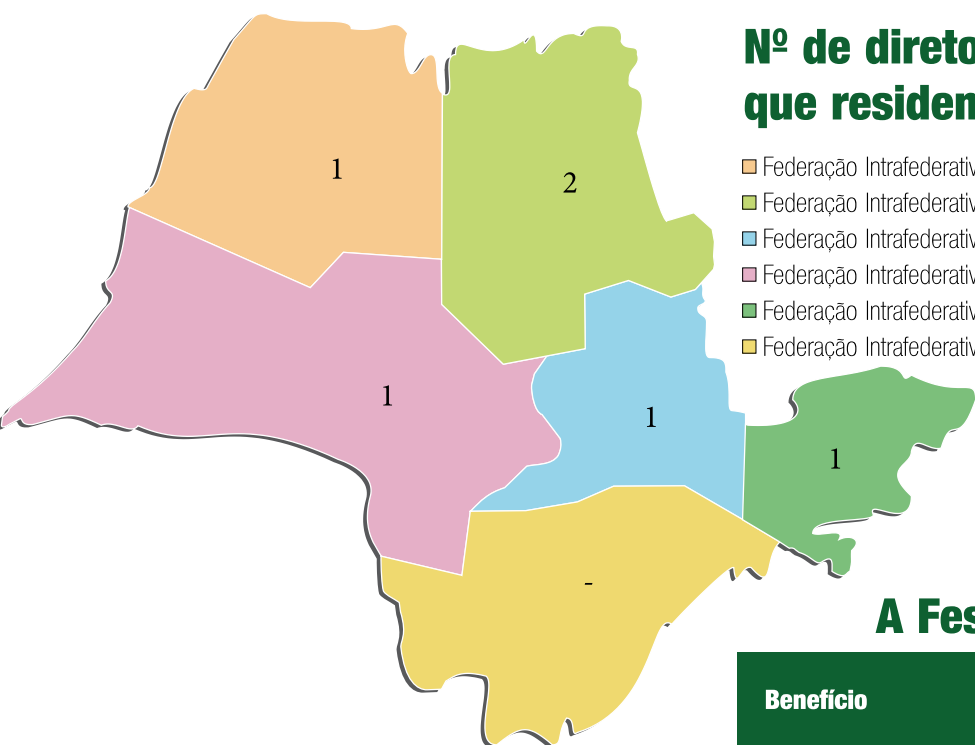 Nº de direto
que residen
Federação Intrafederativ
Federação Intrafederativ
Federação Intrafederativ
Federação Intrafederativ
Federação Intrafederativ
Federação Intrafederativ
1
2
1
1
1
-
A Fes
Benefício